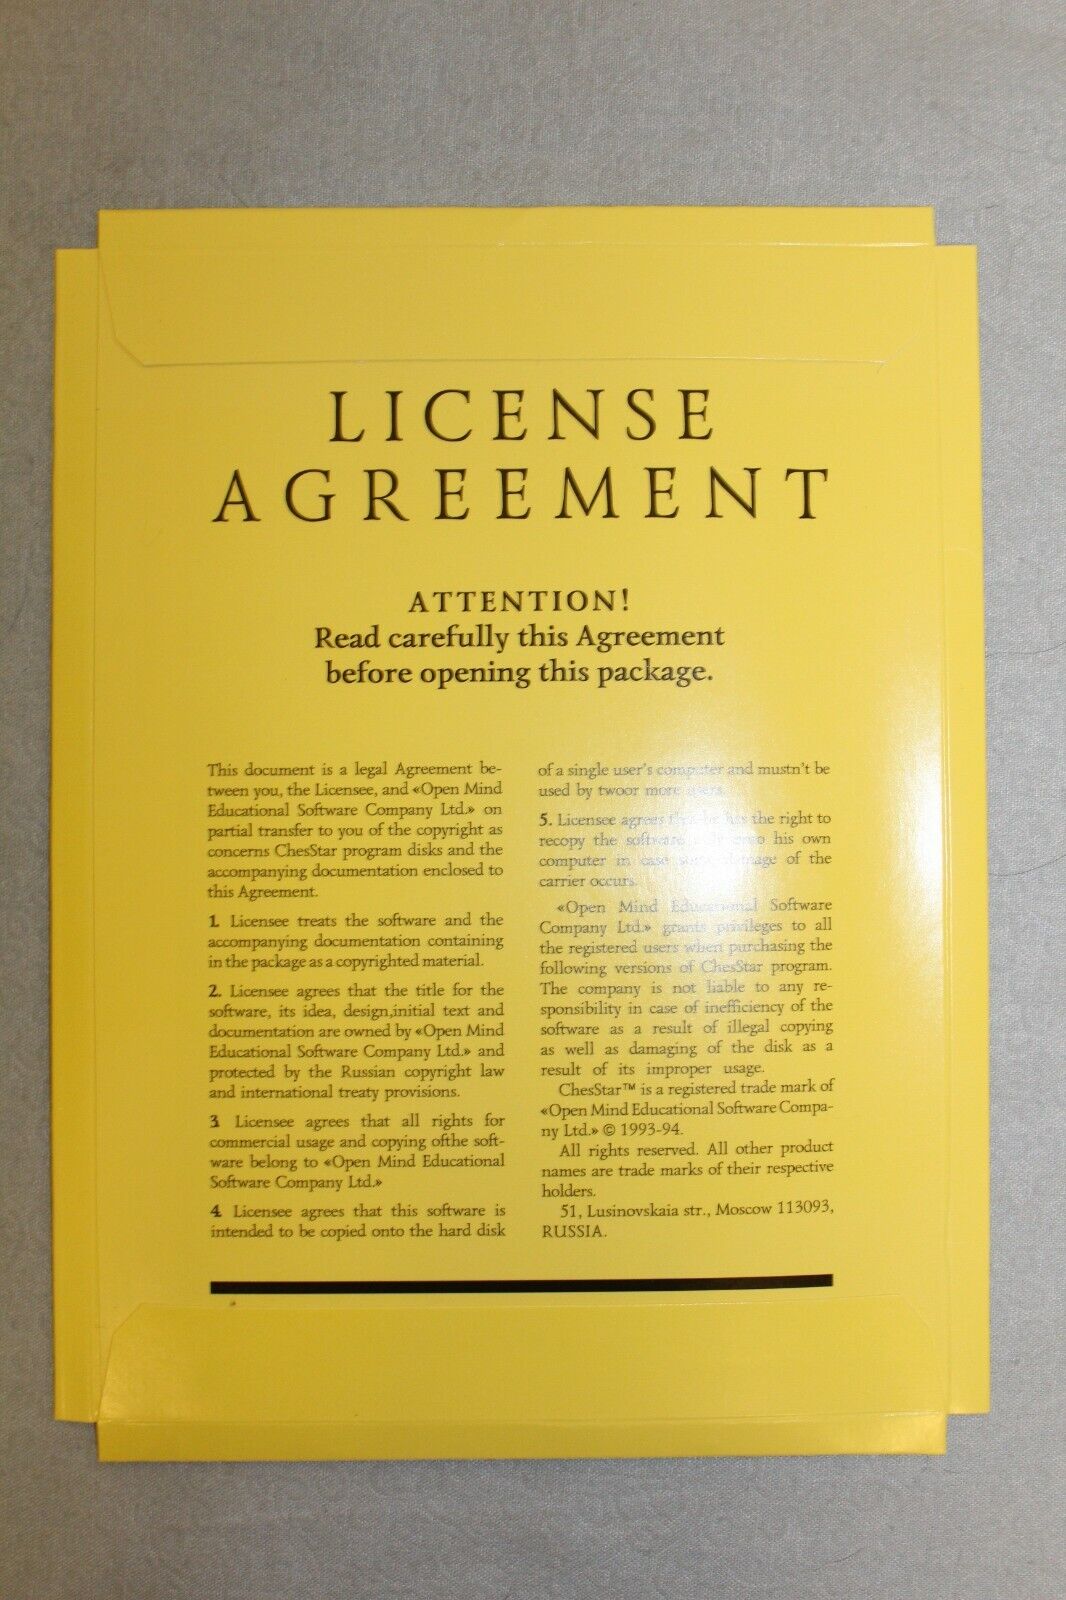 LICENSE
AGREEMENT
ATTENTION!
Read carefully this Agreement
before opening this package.
This document is a legal Agreement be-
tween you, the Licensee, and «Open Mind
Educational Software Company Ltd.» on
partial transfer to you of the copyright as
concerns ChesStar program disks and the
accompanying documentation enclosed to
this Agreement.
1. Licensee treats the software and the
accompanying documentation containing
in the package as a copyrighted material.
2. Licensee agrees that the title for the
software, its idea, design,initial text and
documentation are owned by «Open Mind
Educational Software Company Ltd.» and
protected by the Russian copyright law
and international treaty provisions.
3. Licensee agrees that all rights for
commercial usage and copying ofthe soft-
ware belong to «Open Mind Educational
Software Company Ltd.»
4. Licensee agrees that this software is
intended to be copied onto the hard disk
of a single user's computer and mustn't be
used by twoor more users.
5. Licensee agrees that he has the right to
recopy the software only onto his own
computer in case damage of the
carrier occurs.
«Open Mind Educational Software
Company Ltd.» grants privileges to all
the registered users when purchasing the
following versions of ChesStar program.
The company is not liable to any re-
sponsibility in case of inefficiency of the
software as a result of illegal copying
as well as damaging of the disk as a
result of its improper usage.
ChesStar™ is a registered trade mark of
«Open Mind Educational Software Compa-
ny Ltd.» © 1993-94.
All rights reserved. All other product
names are trade marks of their respective
holders.
51, Lusinovskaia str., Moscow 113093,
RUSSIA.